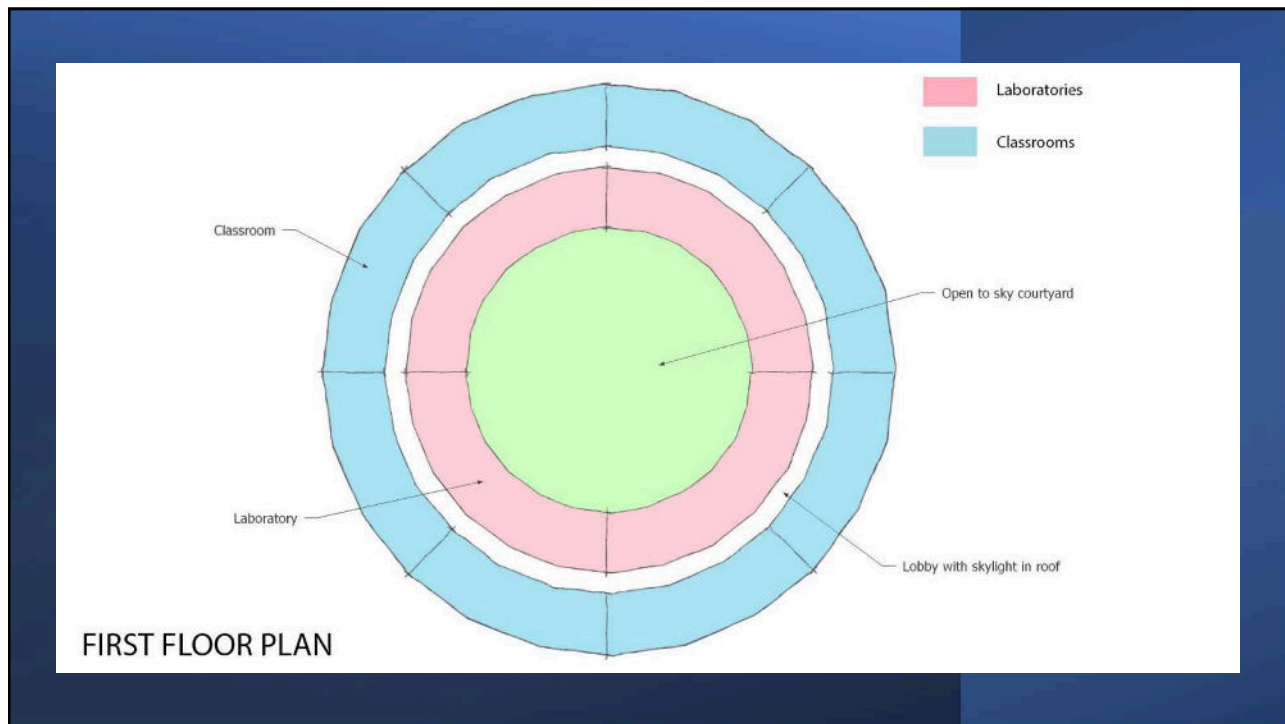 Laboratories
Classrooms
Classroom
Open to sky courtyard
Laboratory
Lobby with skylight in roof
FIRST FLOOR PLAN